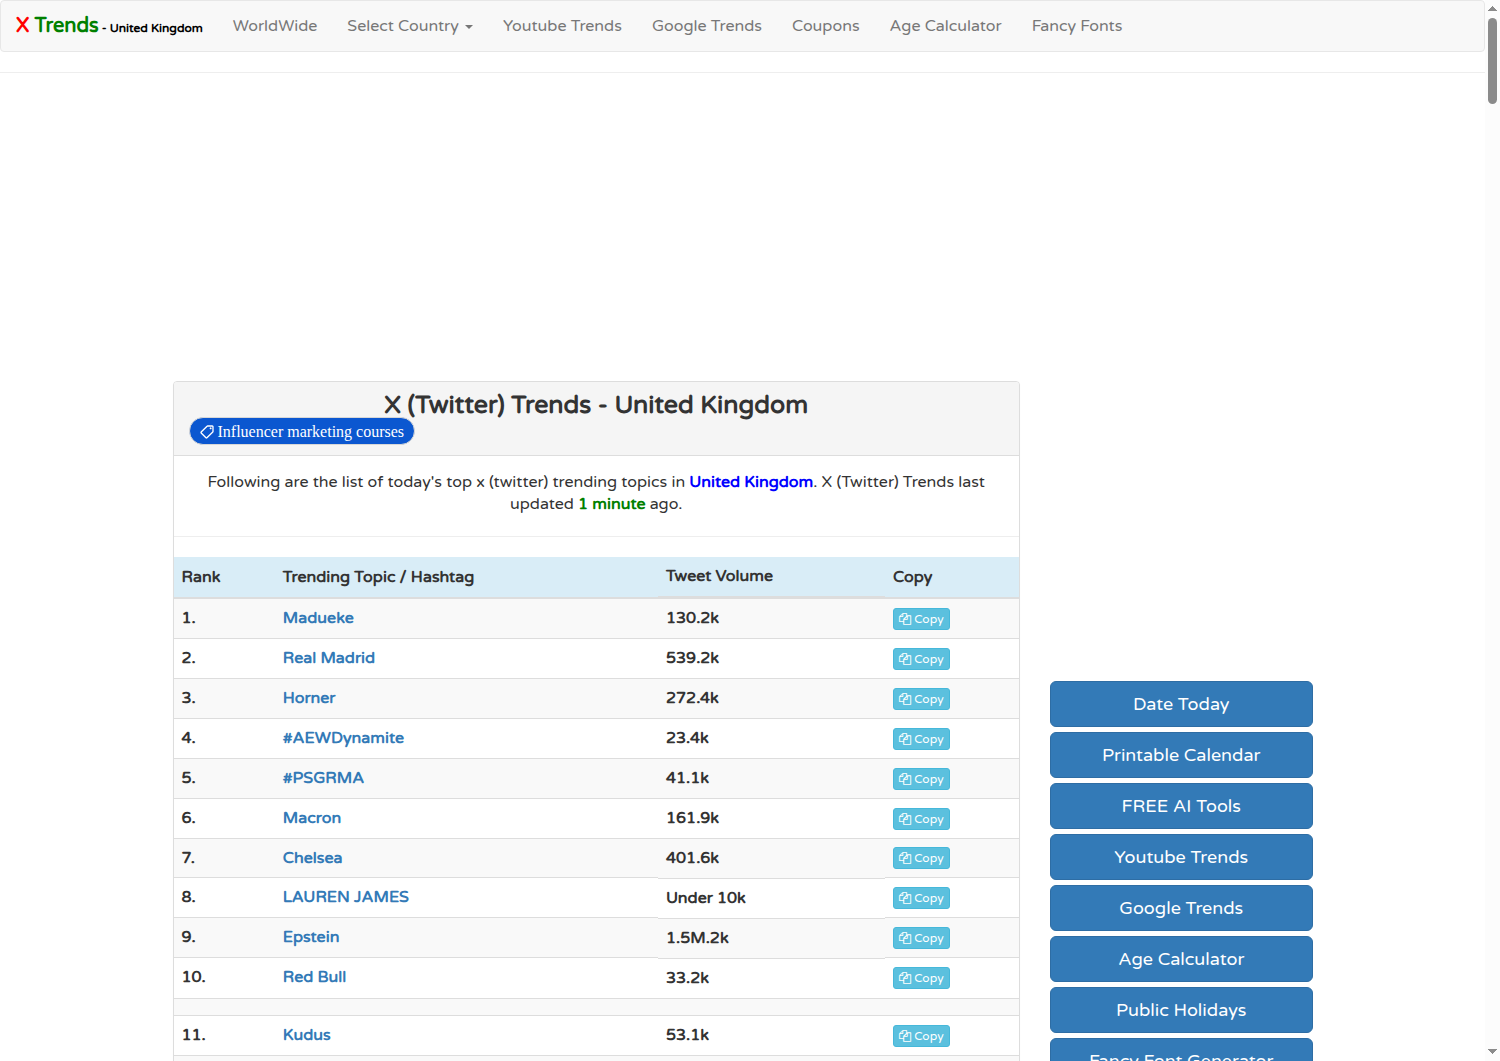 X Trends - United Kingdom WorldWide Select Country Youtube Trends Google Trends Coupons Age Calculator Fancy Fonts
X (Twitter) Trends - United Kingdom
Influencer marketing courses
Following are the list of today's top x (twitter) trending topics in United Kingdom. X (Twitter) Trends last
updated 1 minute ago.
Rank Trending Topic / Hashtag Tweet Volume Copy
1. Madueke 130.2k Copy
2. Real Madrid 539.2k Copy
3. Horner 272.4k Copy
4. #AEWDynamite 23.4k Copy
5. #PSGRMA 41.1k Copy
6. Macron 161.9k Copy
7. Chelsea 401.6k Copy
8. LAUREN JAMES Under 10k Copy
9. Epstein 1.5M.2k Copy
10. Red Bull 33.2k Copy
11. Kudus 53.1k Copy
Date Today
Printable Calendar
FREE AI Tools
Youtube Trends
Google Trends
Age Calculator
Public Holidays
Fancy Font Generator